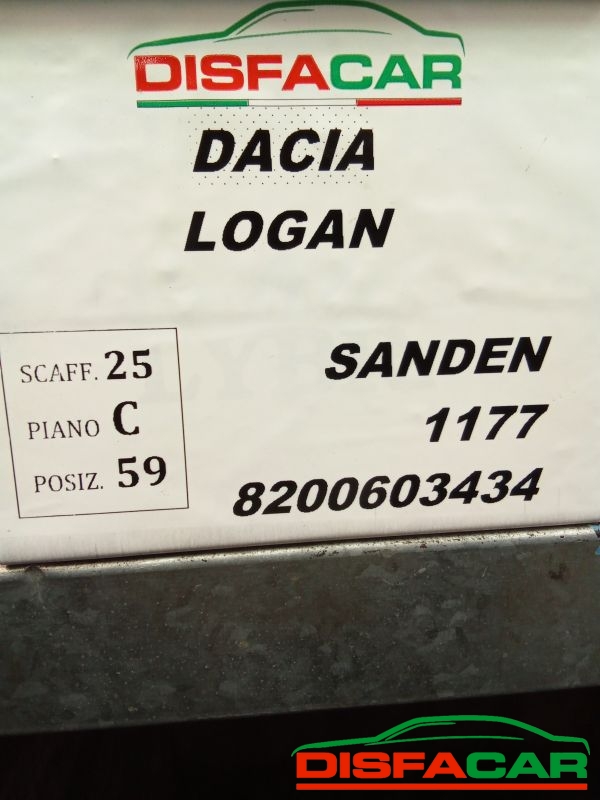 DISFACAR
DACIA
LOGAN
SCAFF. 25
PIANO C
POSIZ. 59
SANDEN
1177
8200603434
DISFACAR